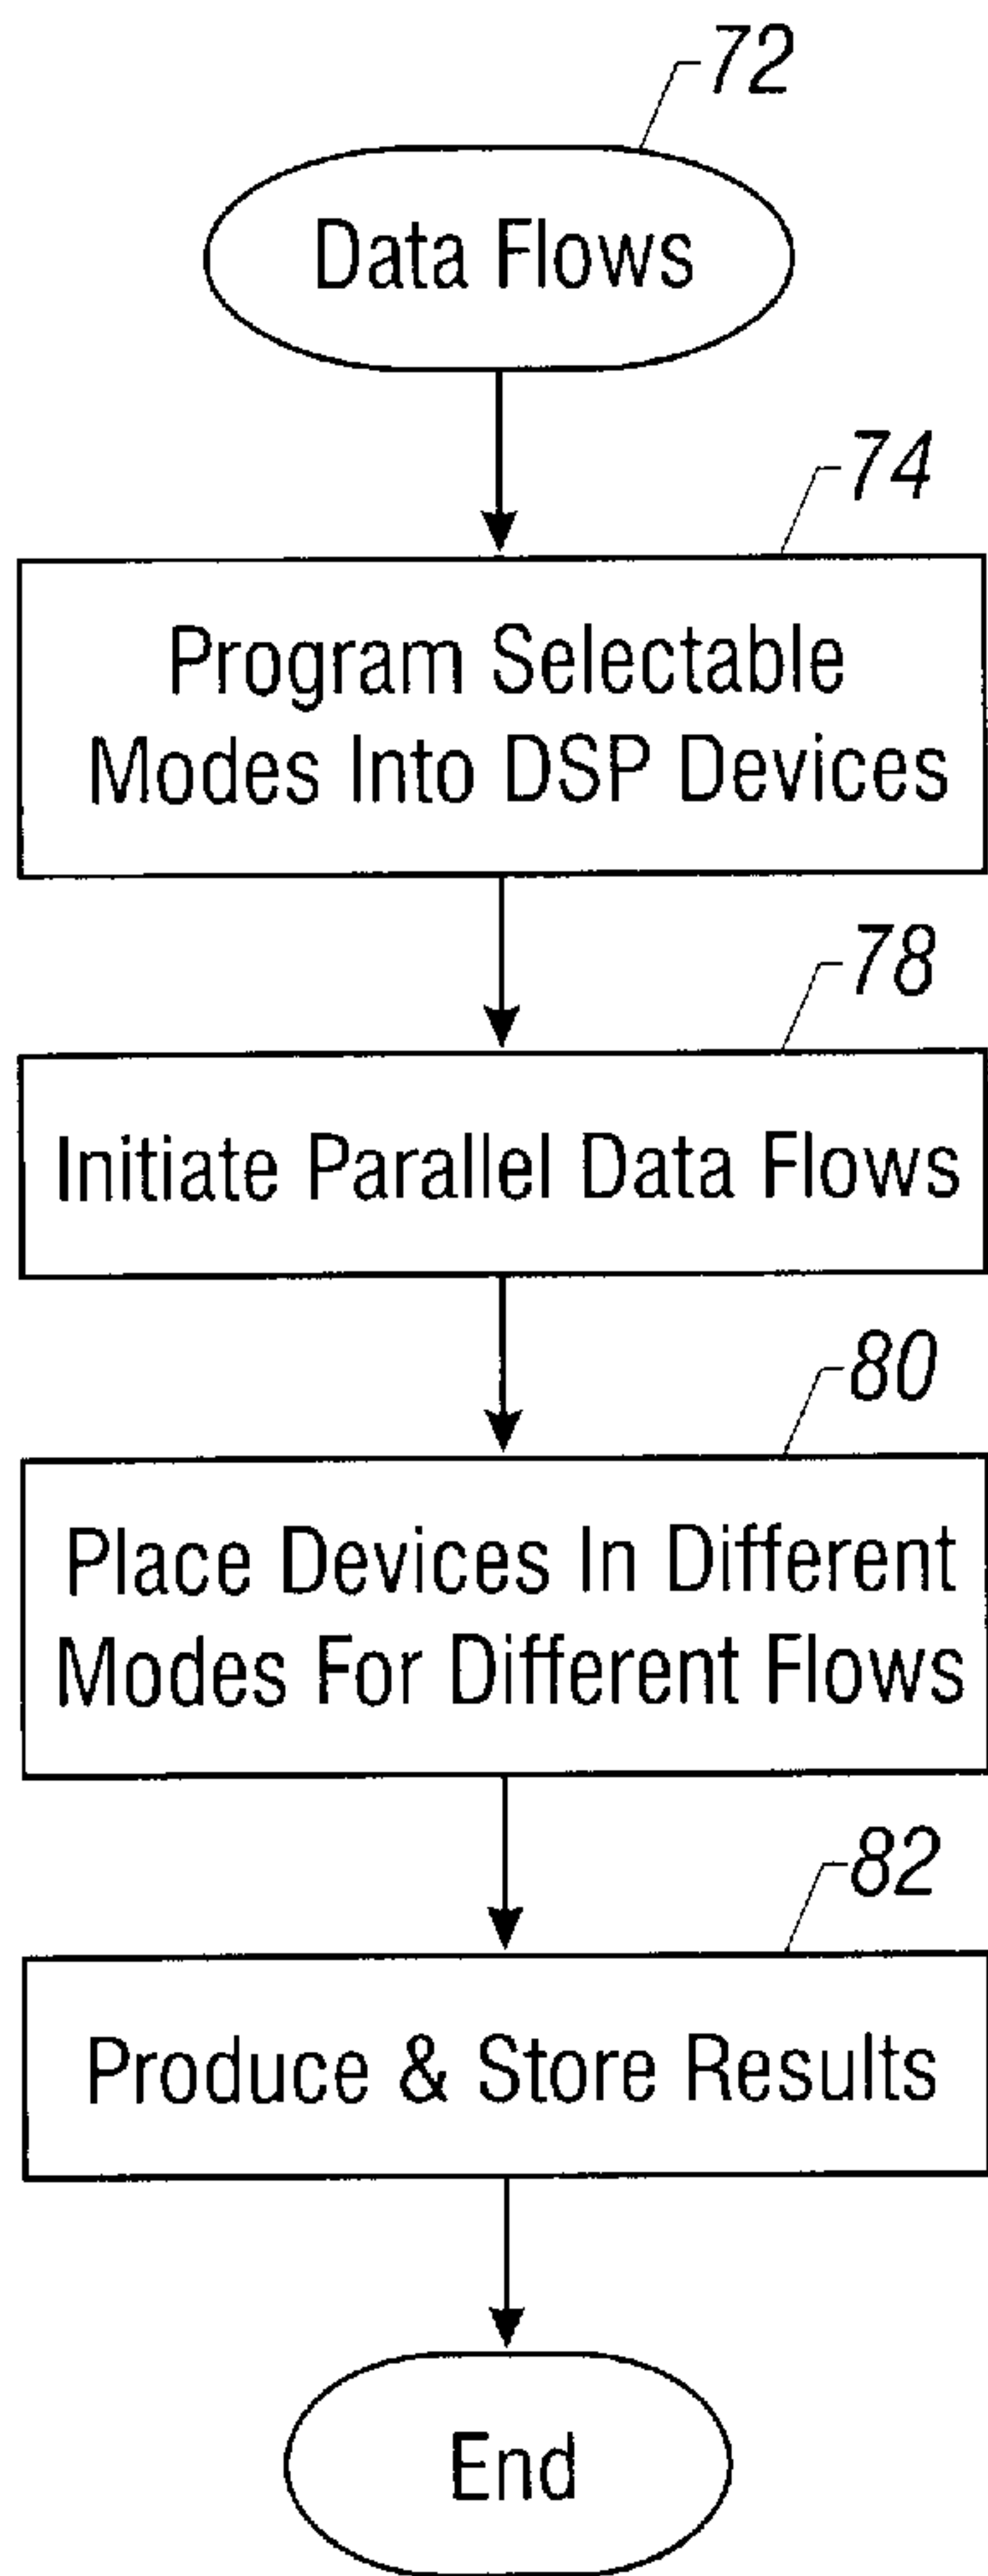 72
Data Flows
74
Program Selectable
Modes Into DSP Devices
78
Initiate Parallel Data Flows
80
Place Devices In Different
Modes For Different Flows
82
Produce & Store Results
End